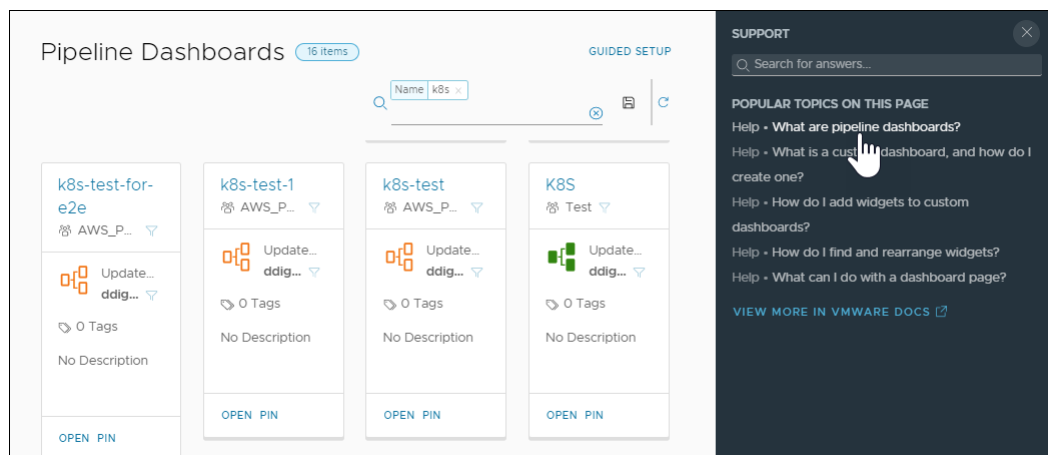 Pipeline Dashboards 16 items
GUIDED SETUP
Name k8s ×
k8s-test-for-
e2e
AWS_P...
Update...
ddig...
0 Tags
No Description
OPEN PIN
k8s-test-1
AWS_P...
Update...
ddig...
0 Tags
No Description
OPEN PIN
k8s-test
AWS_P...
Update...
ddig...
0 Tags
No Description
OPEN PIN
K8S
Test
Update...
ddig...
0 Tags
No Description
OPEN PIN
SUPPORT
Search for answers...
POPULAR TOPICS ON THIS PAGE
Help • What are pipeline dashboards?
Help • What is a dashboard, and how do I
create one?
Help • How do I add widgets to custom
dashboards?
Help • How do I find and rearrange widgets?
Help • What can I do with a dashboard page?
VIEW MORE IN VMWARE DOCS